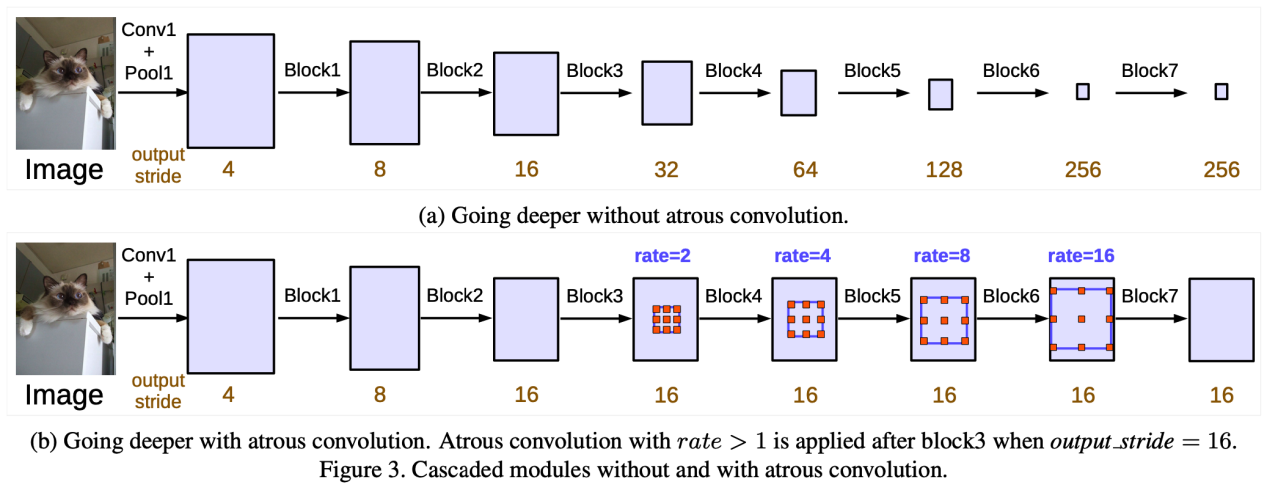 Conv1
+
Pool1
Block1
Block2
Block3
Block4
Block5
Block6
Block7
Image
output
stride
4
8
16
32
64
128
256
256
(a) Going deeper without atrous convolution.
rate=2
rate=4
rate=8
rate=16
Conv1
+
Pool1
Block1
Block2
Block3
Block4
Block5
Block6
Block7
Image
output
stride
4
8
16
16
16
16
16
16
(b) Going deeper with atrous convolution. Atrous convolution with rate > 1 is applied after block3 when output_stride = 16.
Figure 3. Cascaded modules without and with atrous convolution.